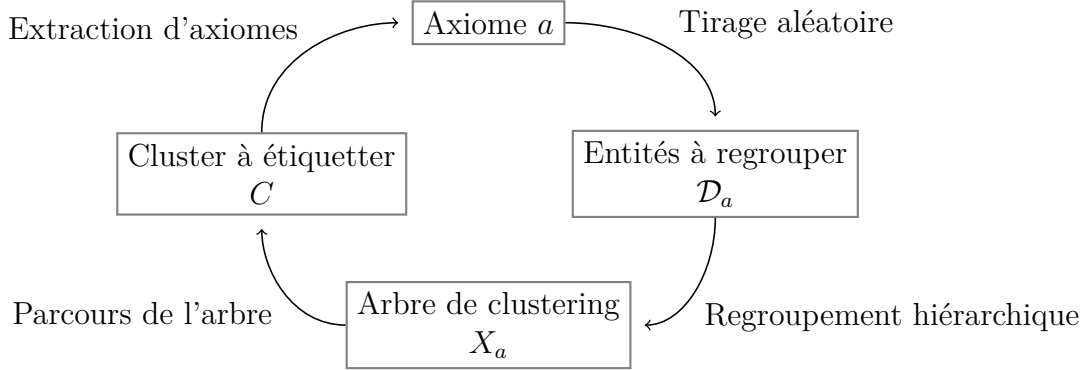 Extraction d'axiomes
Axiome a
Tirage aléatoire
Cluster à étiquetter
C
Entités à regrouper
𝒟ₐ
Parcours de l'arbre
Arbre de clustering
Xₐ
Regroupement hiérarchique